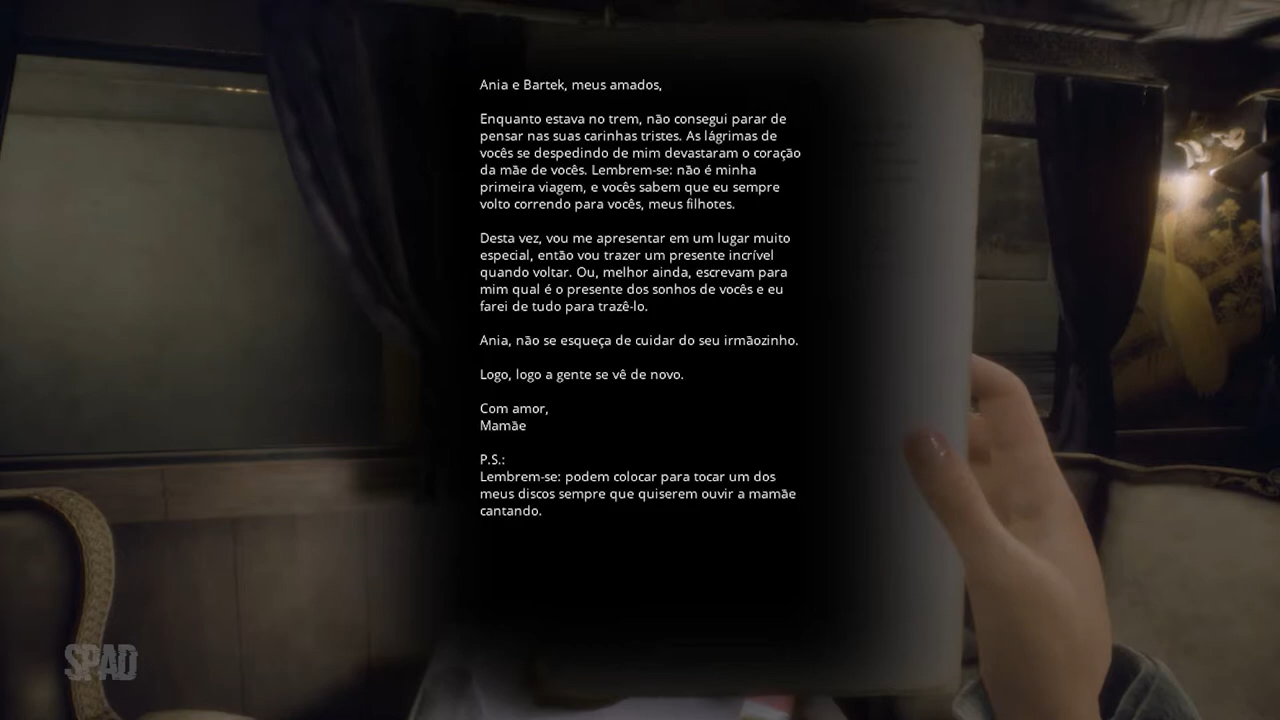 Ania e Bartek, meus amados,
Enquanto estava no trem, não consegui parar de
pensar nas suas carinhas tristes. As lágrimas de
vocês se despedindo de mim devastaram o coração
da mãe de vocês. Lembrem-se: não é minha
primeira viagem, e vocês sabem que eu sempre
volto correndo para vocês, meus filhotes.
Desta vez, vou me apresentar em um lugar muito
especial, então vou trazer um presente incrível
quando voltar. Ou, melhor ainda, escrevam para
mim qual é o presente dos sonhos de vocês e eu
farei de tudo para trazê-lo.
Ania, não se esqueça de cuidar do seu irmãozinho.
Logo, logo a gente se vê de novo.
Com amor,
Mamãe
P.S.:
Lembrem-se: podem colocar para tocar um dos
meus discos sempre que quiserem ouvir a mamãe
cantando.
SPAD